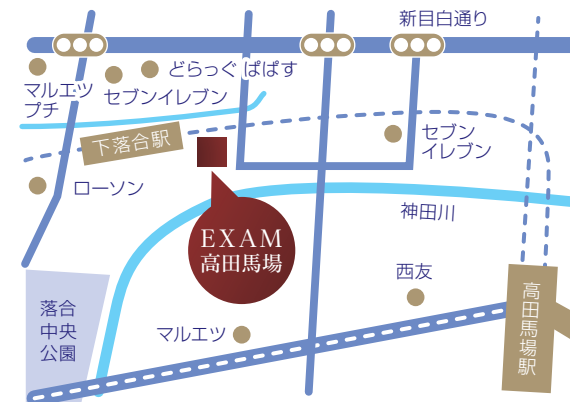 新目白通り
どらっぐ ぱぱす
マルエツ
プチ
セブンイレブン
下落合駅
セブン
イレブン
ローソン
神田川
EXAM
高田馬場
西友
高田馬場駅
落合
中央
公園
マルエツ